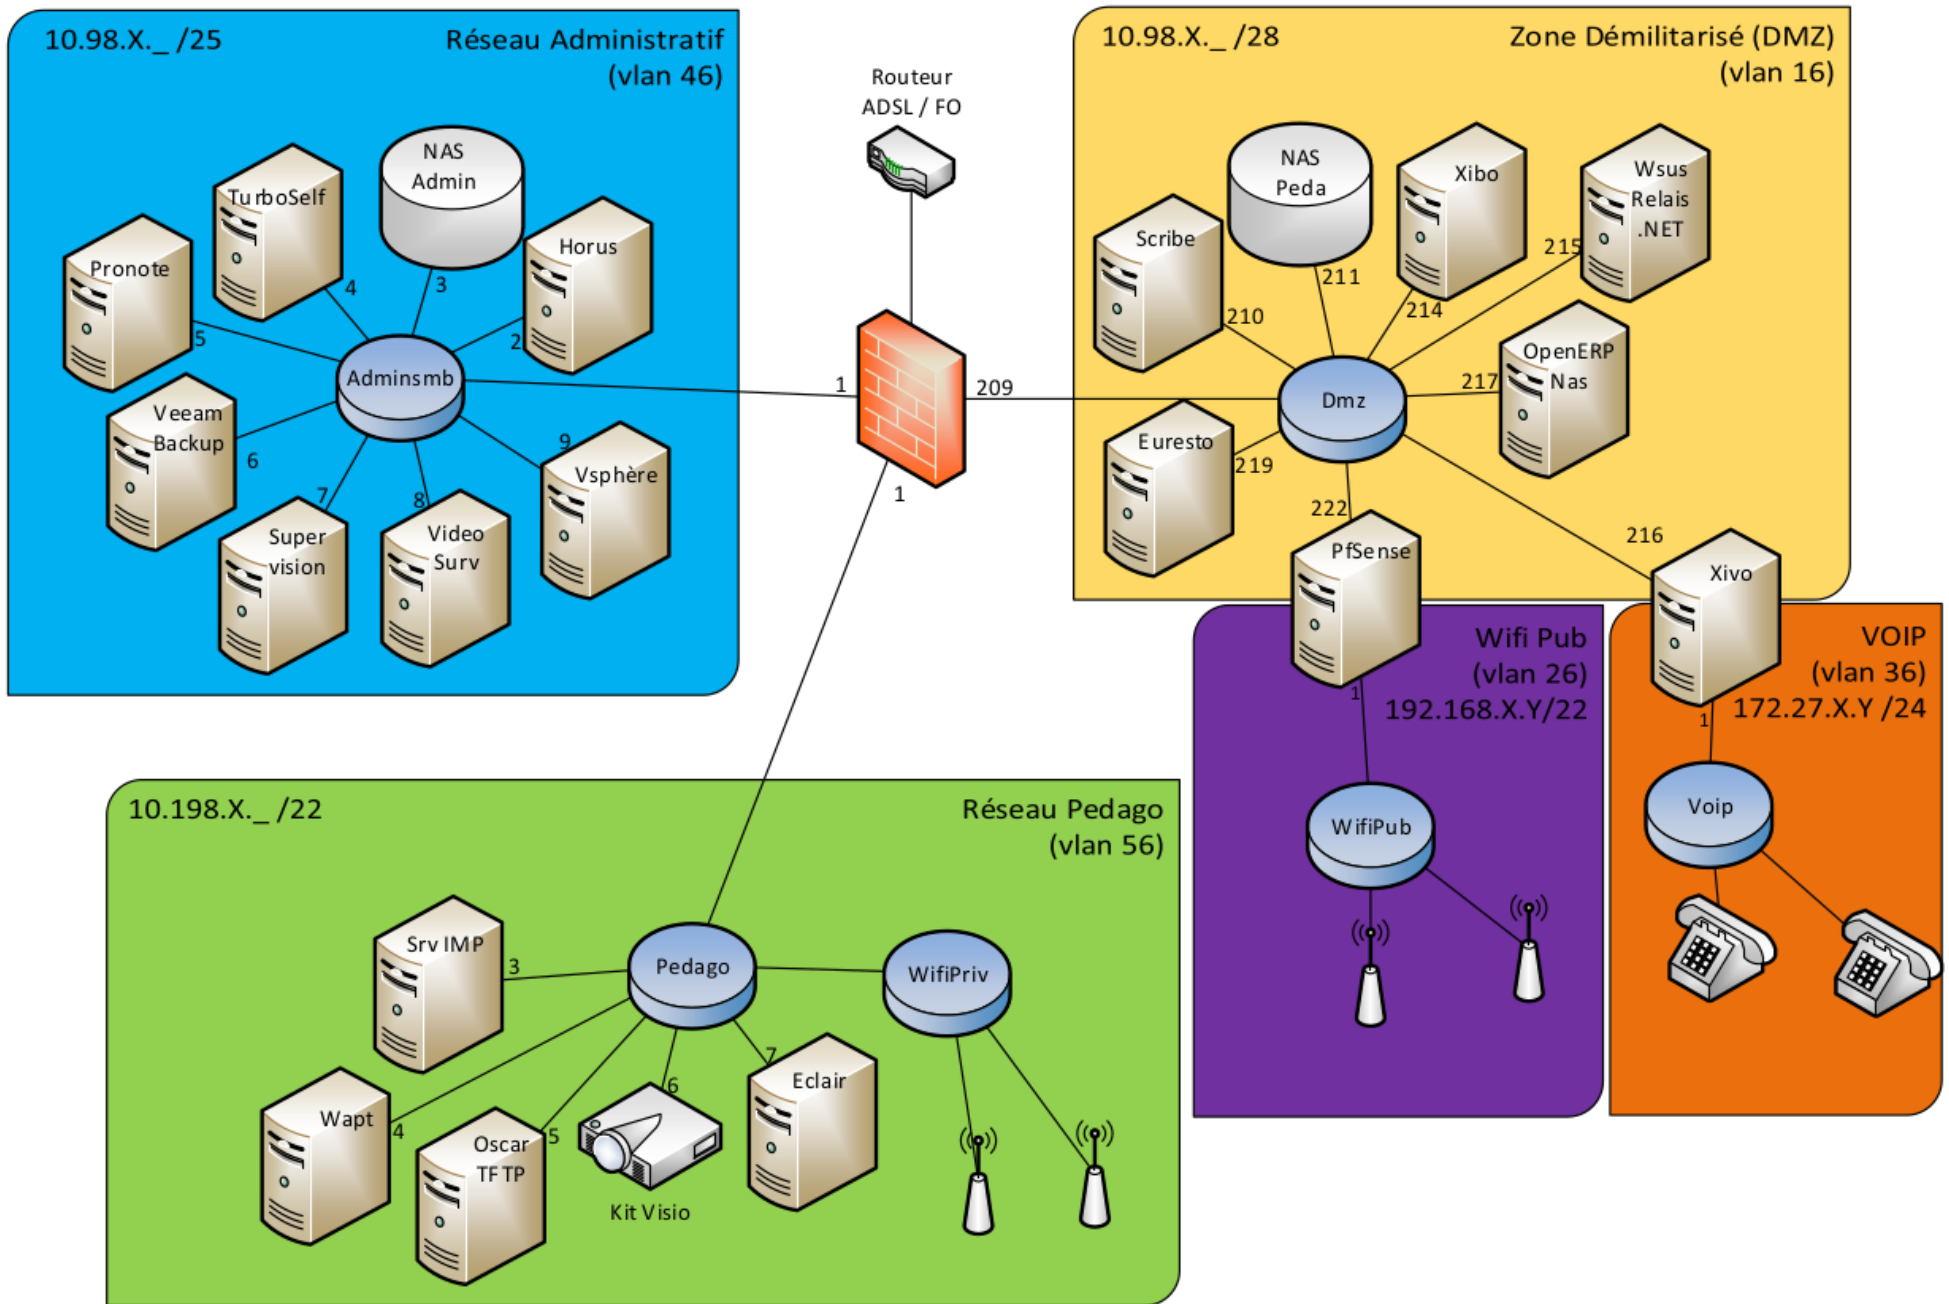 10.98.X._ /25
Réseau Administratif
(vlan 46)
NAS
Admin
TurboSelf
Horus
Pronote
4
3
2
5
Adminsmb
Veeam
Backup
6
7
8
9
Super
vision
Video
Surv
Vsphère
Routeur
ADSL / FO
1
209
1
10.98.X._ /28
Zone Démilitarisé (DMZ)
(vlan 16)
NAS
Peda
Xibo
Wsus
Relais
.NET
Scribe
215
211
214
210
OpenERP
Nas
217
Dmz
Euresto
219
222
216
PfSense
Xivo
Wifi Pub
(vlan 26)
192.168.X.Y/22
1
WifiPub
VOIP
(vlan 36)
172.27.X.Y /24
1
Voip
10.198.X._ /22
Réseau Pedago
(vlan 56)
Srv IMP
3
Pedago
WifiPriv
Wapt
4
Oscar
TFTP
5
6
7
Eclair
Kit Visio